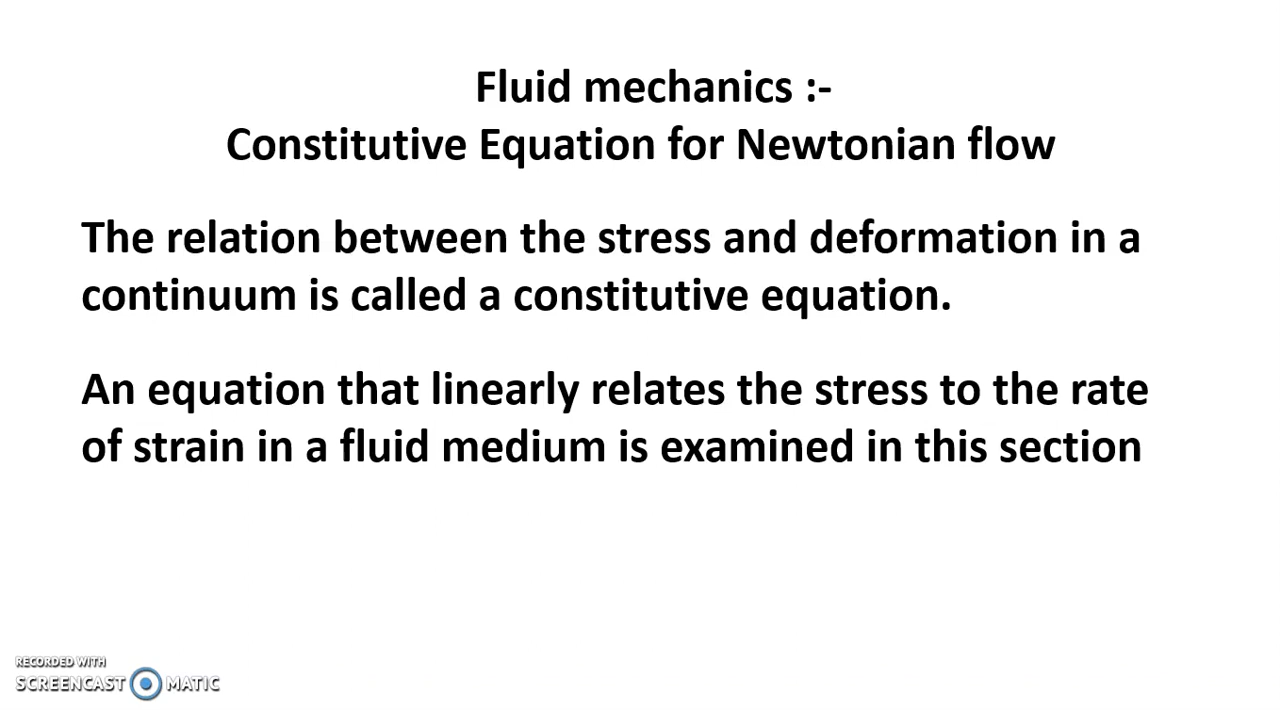 Fluid mechanics :-
Constitutive Equation for Newtonian flow
The relation between the stress and deformation in a
continuum is called a constitutive equation.
An equation that linearly relates the stress to the rate
of strain in a fluid medium is examined in this section
RECORDED WITH
SCREENCAST MATIC